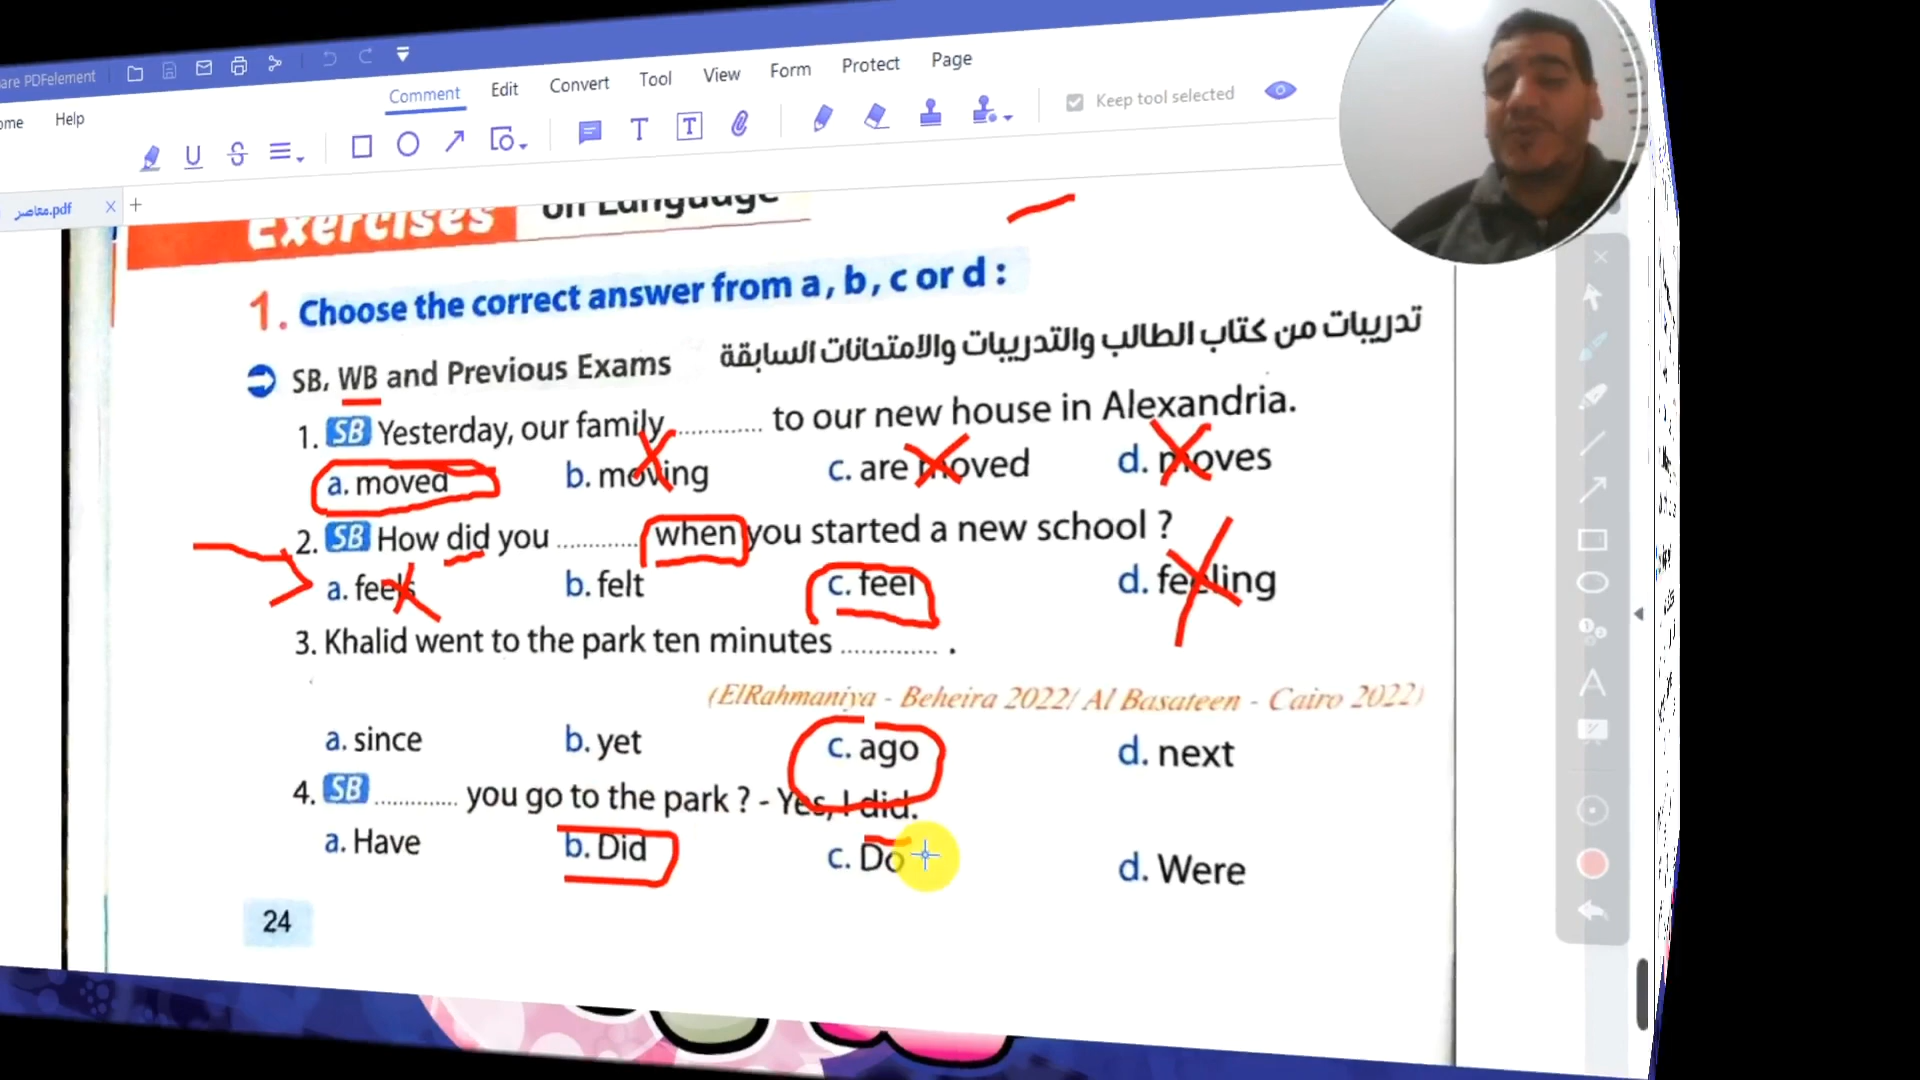 PDFelement
Comment Edit Convert Tool View Form Protect Page
Help
Keep tool selected
معاصر.pdf
Exercises on Language
1. Choose the correct answer from a, b, c or d :
SB, WB and Previous Exams تدريبات من كتاب الطالب والتدريبات والامتحانات السابقة
1. SB Yesterday, our family ............ to our new house in Alexandria.
a. moved b. moving c. are moved d. moves
2. SB How did you ............ when you started a new school ?
a. feels b. felt c. feel d. feeling
3. Khalid went to the park ten minutes ............ .
(ElRahmaniya - Beheira 2022/ Al Basateen - Cairo 2022)
a. since b. yet c. ago d. next
4. SB ............ you go to the park ? - Yes, I did.
a. Have b. Did c. Do d. Were
24